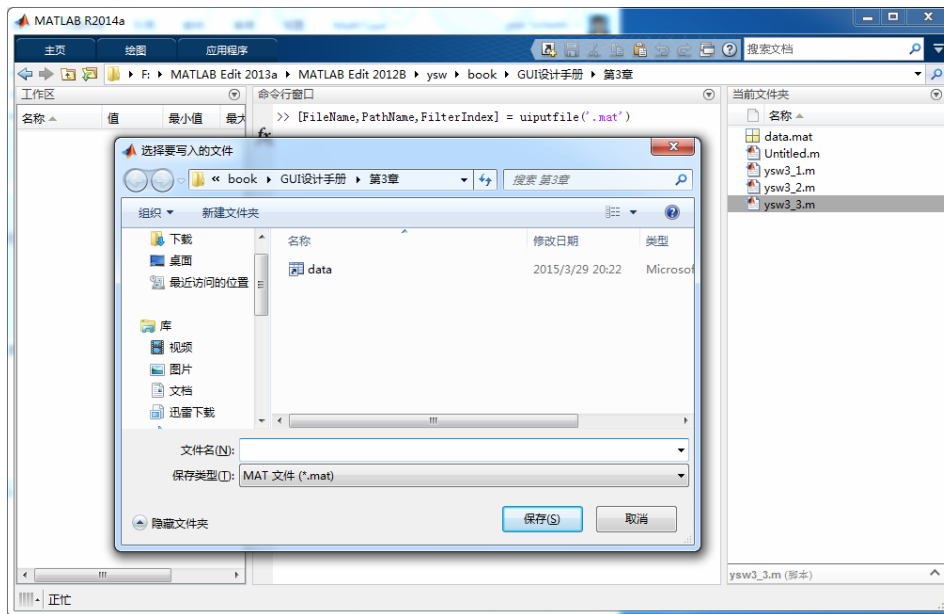 MATLAB R2014a
主页 绘图 应用程序 搜索文档
F: MATLAB Edit 2013a MATLAB Edit 2012B ysw book GUI设计手册 第3章
工作区 命令行窗口 当前文件夹
名称 值 最小值 最大
>> [FileName,PathName,FilterIndex] = uiputfile('.mat')
fx
名称
data.mat
Untitled.m
ysw3_1.m
ysw3_2.m
ysw3_3.m
选择要写入的文件
« book GUI设计手册 第3章 搜索 第3章
组织 新建文件夹
下载
桌面
最近访问的位置
库
视频
图片
文档
迅雷下载
名称 修改日期 类型
data 2015/3/29 20:22 Microsof
文件名(N):
保存类型(T): MAT 文件 (*.mat)
隐藏文件夹 保存(S) 取消
ysw3_3.m (脚本)
正忙